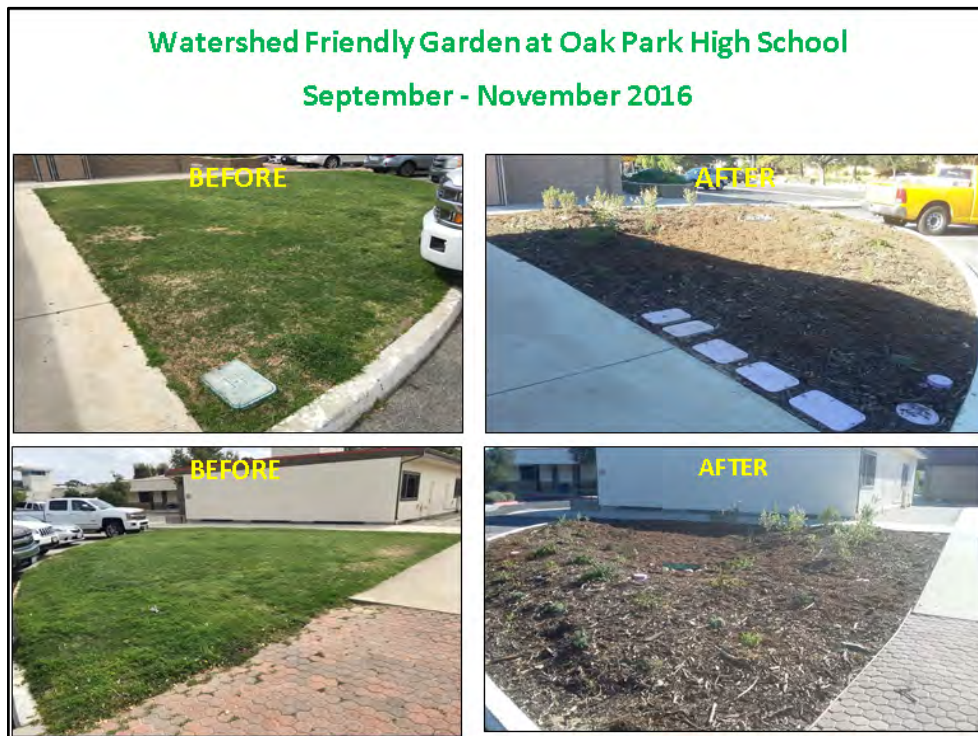 Watershed Friendly Garden at Oak Park High School
September - November 2016
BEFORE
AFTER
BEFORE
AFTER